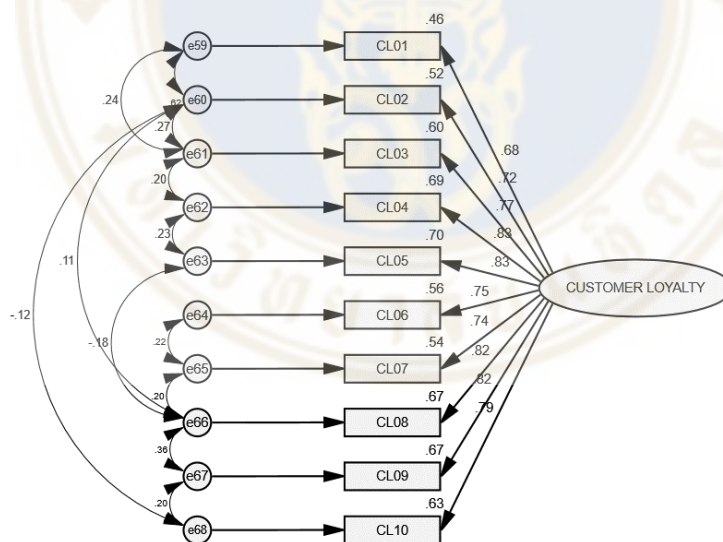 .46
e59
CL01
.52
.24
e60
CL02
.62
.27
.60
e61
CL03
.68
.72
.20
.69
.77
e62
CL04
.83
.23
.70
.11
e63
CL05
.83
CUSTOMER LOYALTY
.56
.75
-.12
e64
CL06
.74
-.18
.22
.54
.82
e65
CL07
.82
.20
.67
.79
e66
CL08
.36
.67
e67
CL09
.20
.63
e68
CL10